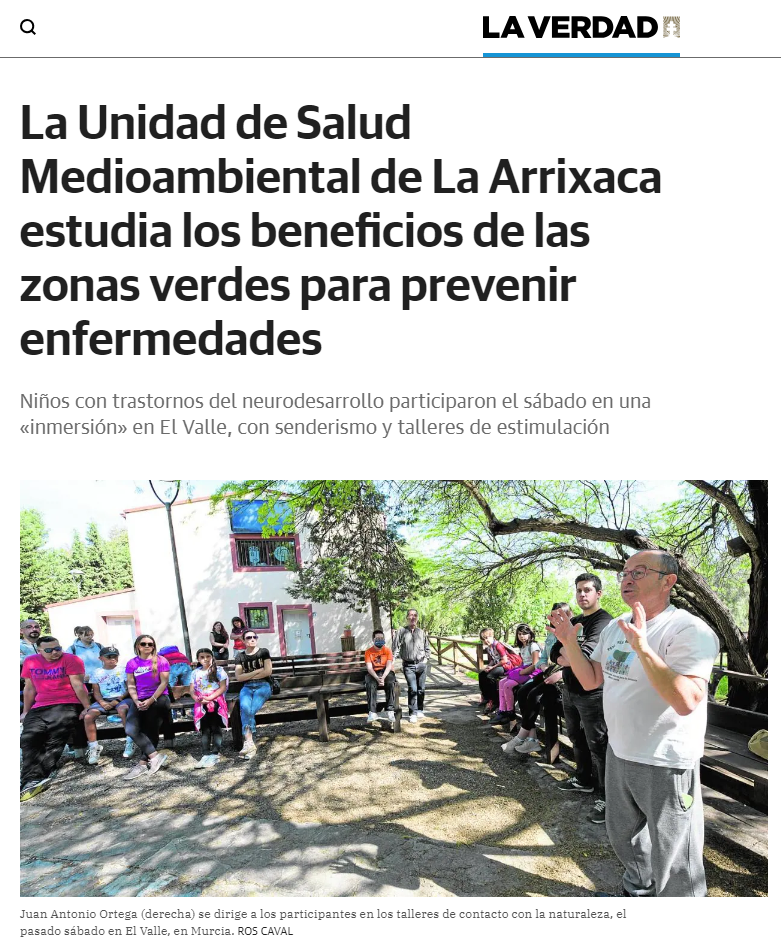 LA VERDAD
La Unidad de Salud
Medioambiental de La Arrixaca
estudia los beneficios de las
zonas verdes para prevenir
enfermedades
Niños con trastornos del neurodesarrollo participaron el sábado en una
«inmersión» en El Valle, con senderismo y talleres de estimulación
TOMMY
Juan Antonio Ortega (derecha) se dirige a los participantes en los talleres de contacto con la naturaleza, el
pasado sábado en El Valle, en Murcia. ROS CAVAL